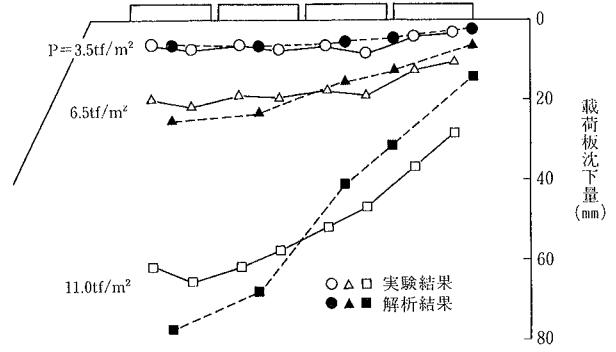 0
P=3.5tf/m²
6.5tf/m²
20
載荷板沈下量
(mm)
40
60
11.0tf/m²
○△□ 実験結果
●▲■ 解析結果
80